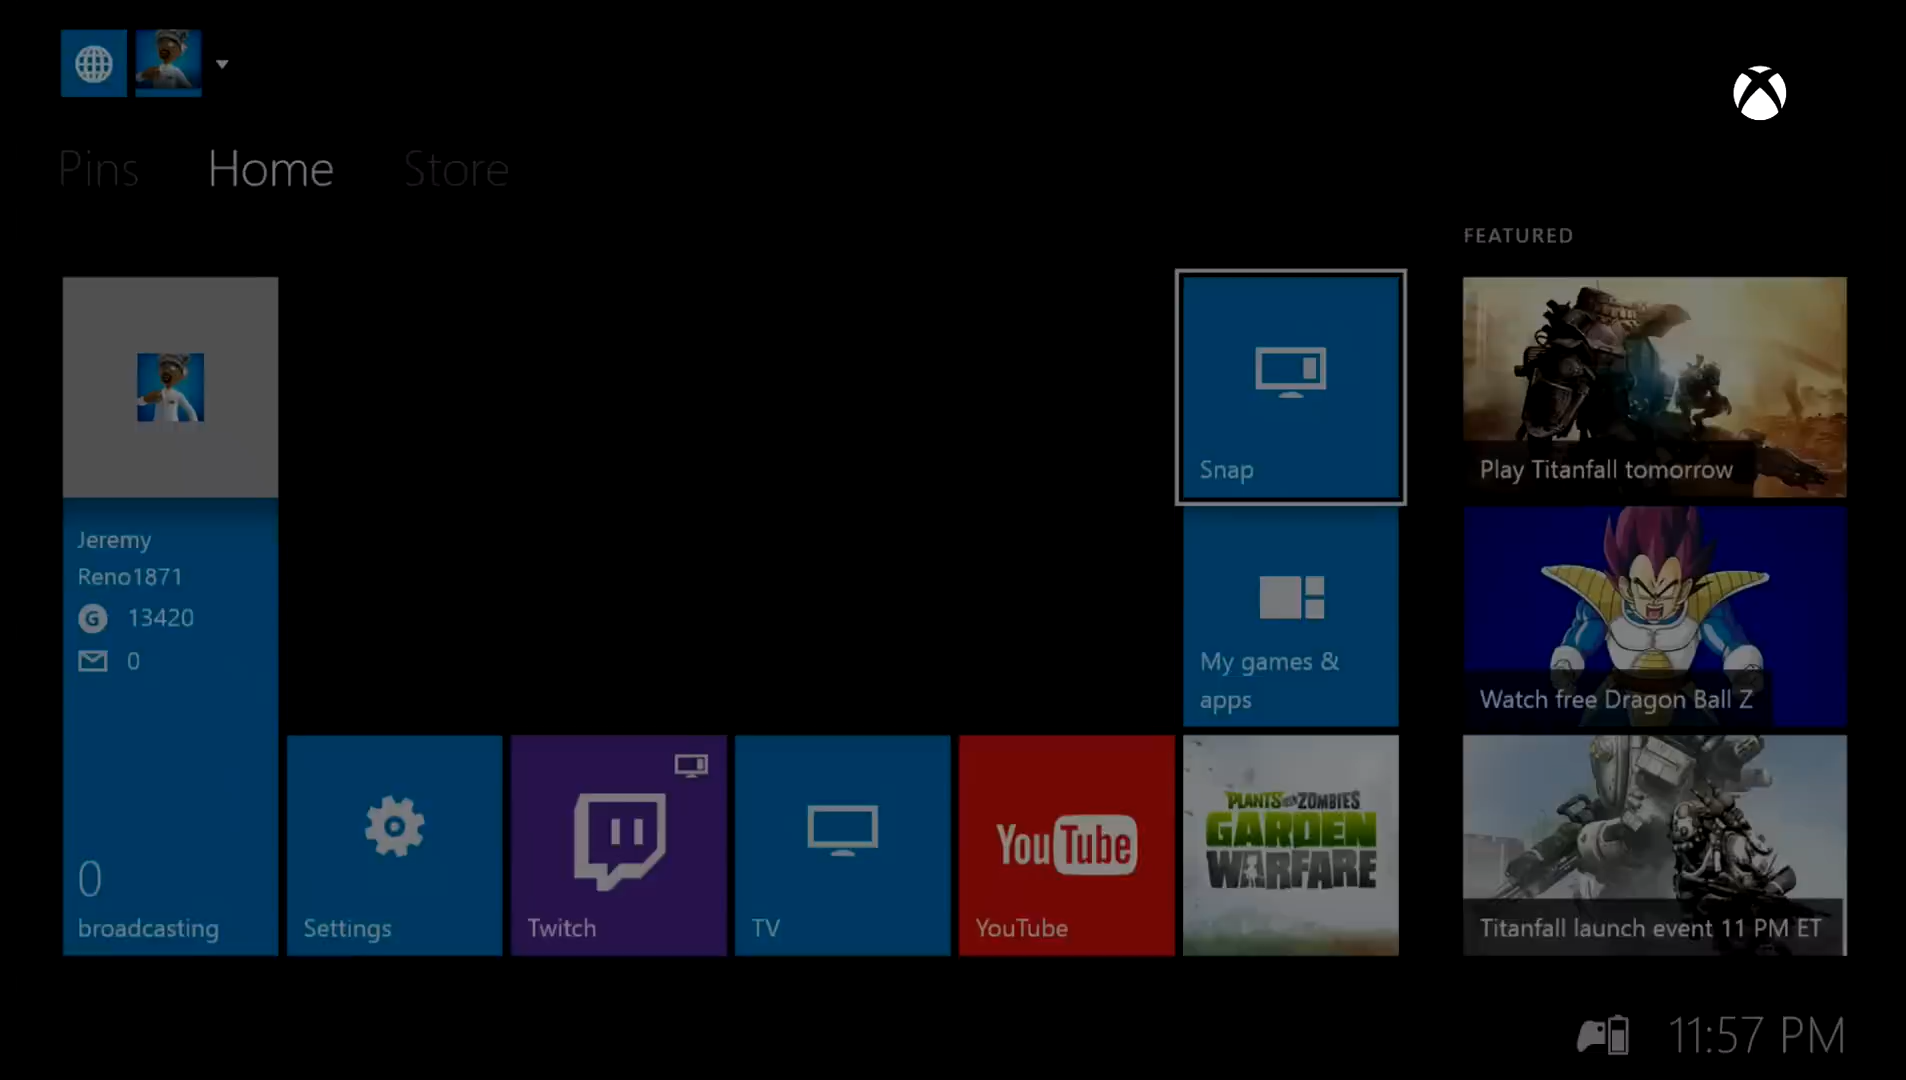 Pins
Home
Store
FEATURED
Snap
Play Titanfall tomorrow
Jeremy
Reno1871
G 13420
0
My games &
apps
Watch free Dragon Ball Z
0
broadcasting
Settings
Twitch
TV
YouTube
YouTube
PLANTS VS ZOMBIES
GARDEN
WARFARE
Titanfall launch event 11 PM ET
11:57 PM